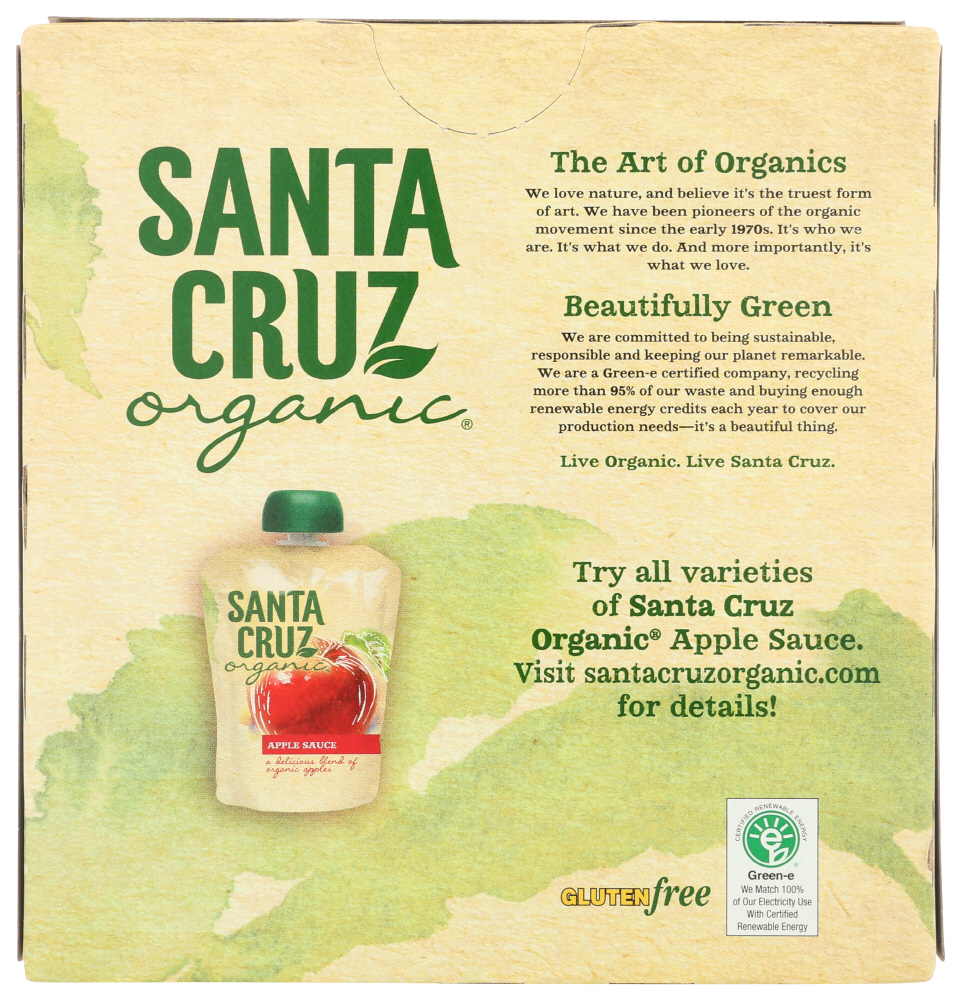 SANTA
CRUZ
organic®
The Art of Organics
We love nature, and believe it's the truest form
of art. We have been pioneers of the organic
movement since the early 1970s. It's who we
are. It's what we do. And more importantly, it's
what we love.
Beautifully Green
We are committed to being sustainable,
responsible and keeping our planet remarkable.
We are a Green-e certified company, recycling
more than 95% of our waste and buying enough
renewable energy credits each year to cover our
production needs—it's a beautiful thing.
Live Organic. Live Santa Cruz.
SANTA
CRUZ
organic
APPLE SAUCE
a delicious blend of
organic apples
Try all varieties
of Santa Cruz
Organic® Apple Sauce.
Visit santacruzorganic.com
for details!
GLUTEN free
CERTIFIED RENEWABLE ENERGY
e
Green-e
We Match 100%
of Our Electricity Use
With Certified
Renewable Energy